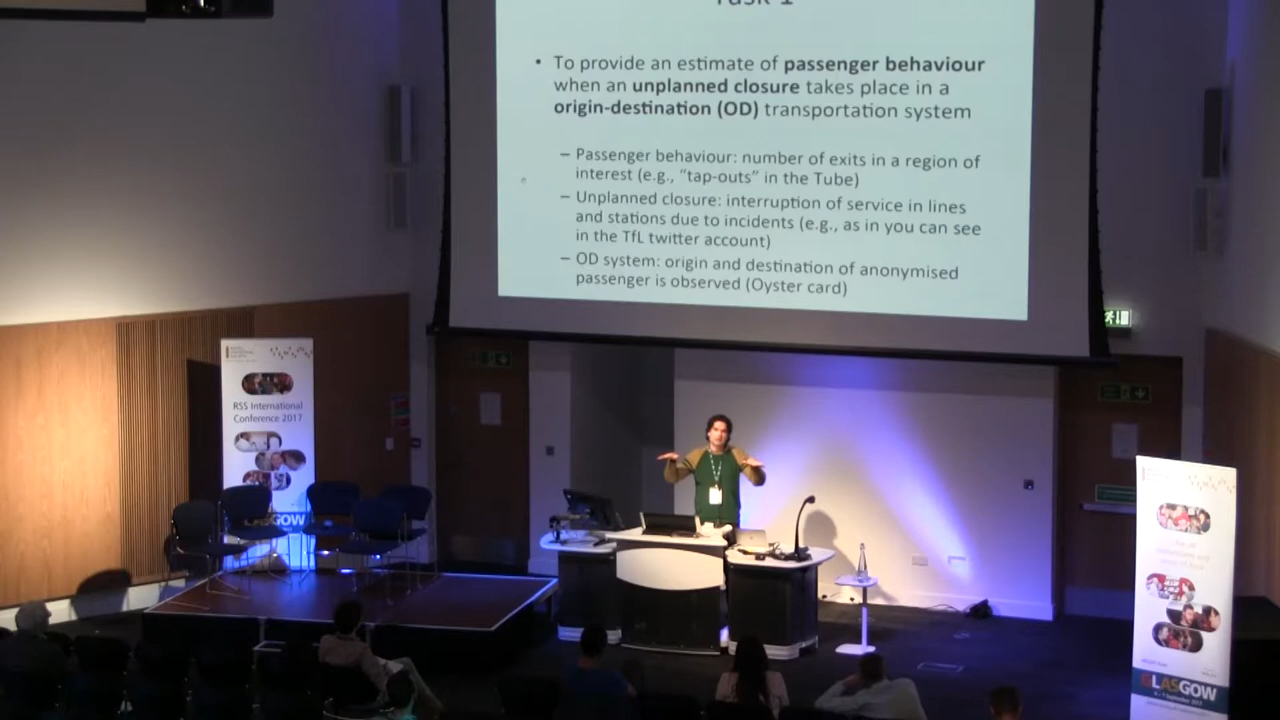 Task 1
• To provide an estimate of passenger behaviour
when an unplanned closure takes place in a
origin-destination (OD) transportation system
– Passenger behaviour: number of exits in a region of
interest (e.g., “tap-outs” in the Tube)
– Unplanned closure: interruption of service in lines
and stations due to incidents (e.g., as in you can see
in the TfL twitter account)
– OD system: origin and destination of anonymised
passenger is observed (Oyster card)
RSS International
Conference 2017
GLASGOW
GLASGOW